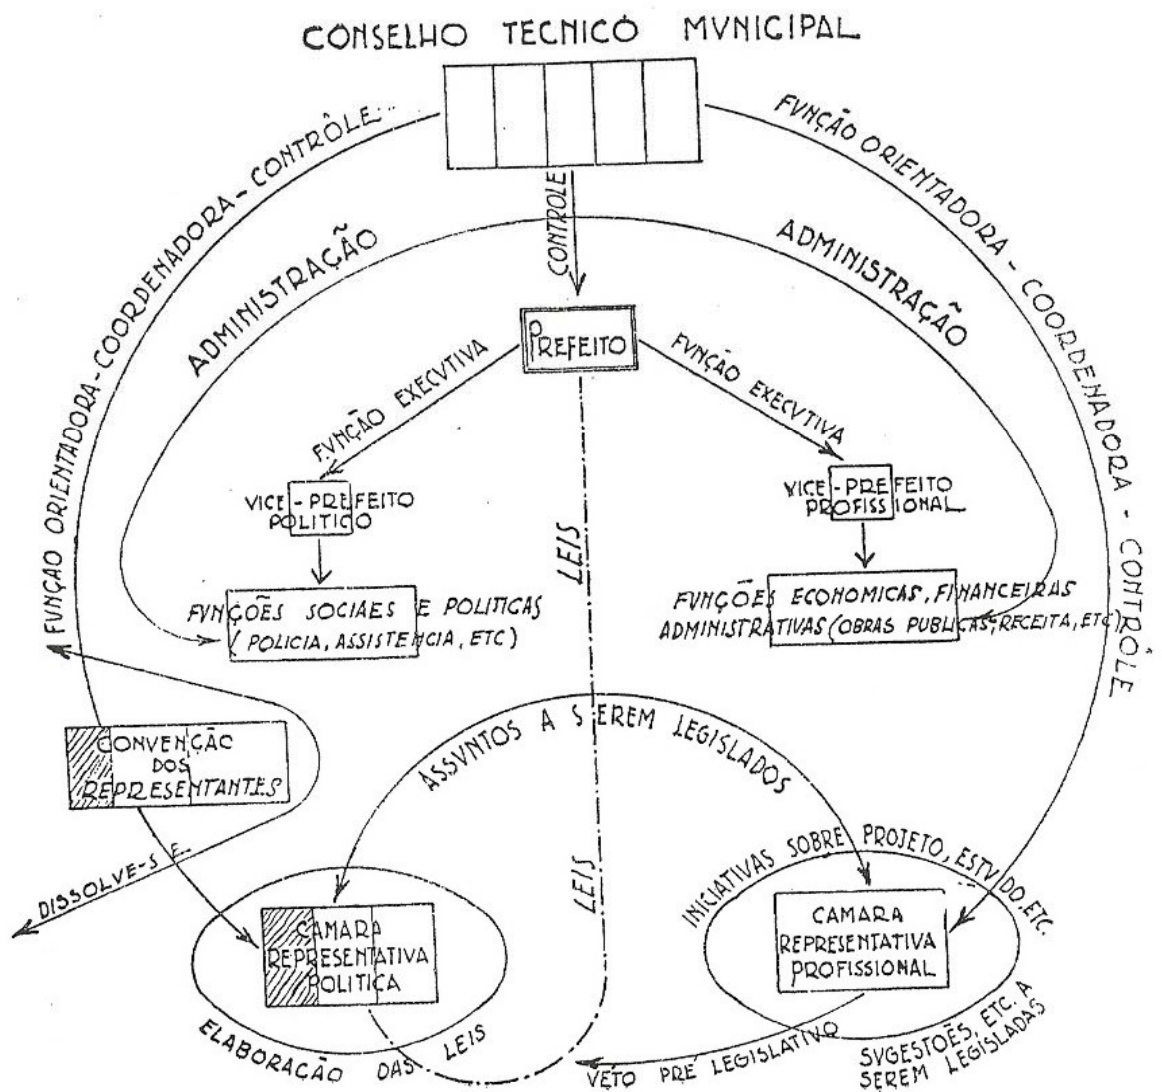 CONSELHO TECNICO MVNICIPAL
FVNÇÃO ORIENTADORA-COORDENADORA-CONTRÔLE
FVNÇÃO ORIENTADORA-COORDENADORA-CONTRÔLE
CONTROLE
ADMINISTRAÇÃO
ADMINISTRAÇÃO
PREFEITO
FVNÇÃO EXECVTIVA
FVNÇÃO EXECVTIVA
VICE-PREFEITO
POLITICO
VICE-PREFEITO
PROFISSIONAL
LEIS
FVNÇÕES SOCIAES E POLITICAS
(POLICIA, ASSISTENCIA, ETC)
FVNÇÕES ECONOMICAS, FINANCEIRAS
ADMINISTRATIVAS (OBRAS PUBLICAS, RECEITA, ETC)
CONVENÇÃO
DOS
REPRESENTANTES
DISSOLVE-SE
ASSVNTOS A SEREM LEGISLADOS
LEIS
INICIATIVAS SOBRE PROJETO, ESTVDO, ETC.
CAMARA
REPRESENTATIVA
POLITICA
CAMARA
REPRESENTATIVA
PROFISSIONAL
ELABORAÇÃO DAS LEIS
VETO PRÉ LEGISLATIVO
SVGESTOÈS, ETC. A
SEREM LEGISLADAS